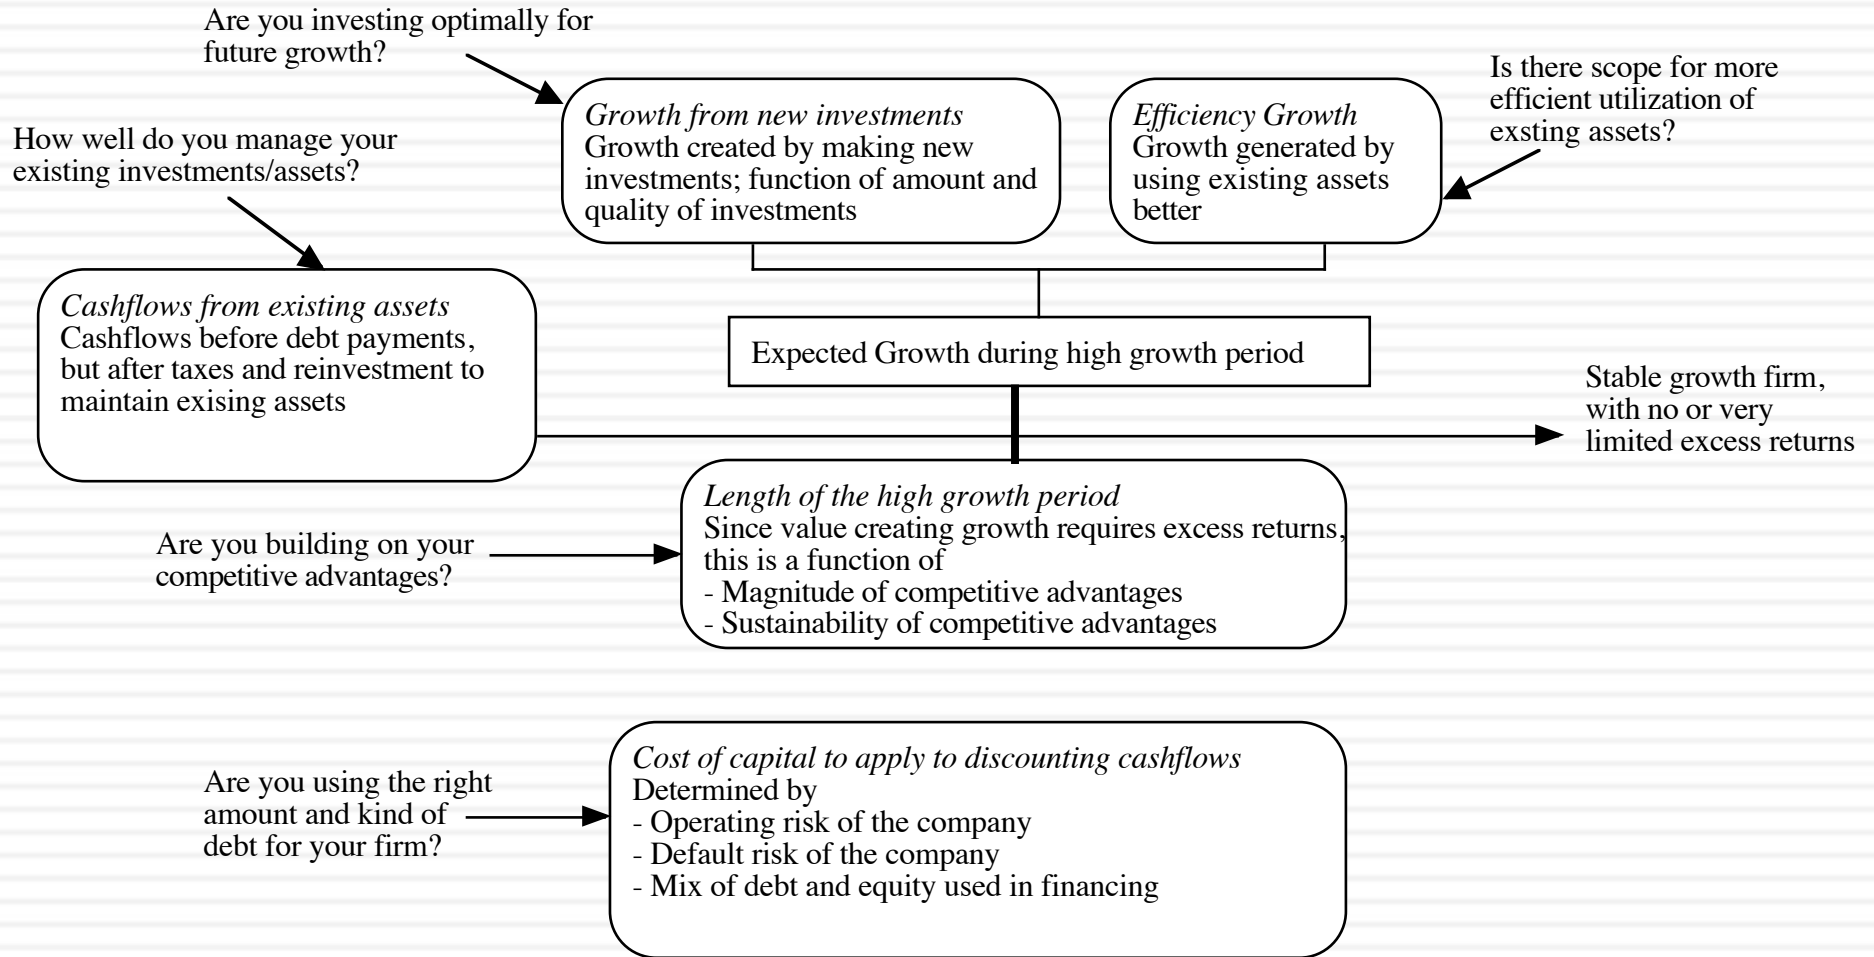 Are you investing optimally for
future growth?
Is there scope for more
efficient utilization of
exsting assets?
Growth from new investments
Growth created by making new
investments; function of amount and
quality of investments
Efficiency Growth
Growth generated by
using existing assets
better
How well do you manage your
existing investments/assets?
Cashflows from existing assets
Cashflows before debt payments,
but after taxes and reinvestment to
maintain exising assets
Expected Growth during high growth period
Stable growth firm,
with no or very
limited excess returns
Length of the high growth period
Since value creating growth requires excess returns,
this is a function of
- Magnitude of competitive advantages
- Sustainability of competitive advantages
Are you building on your
competitive advantages?
Cost of capital to apply to discounting cashflows
Determined by
- Operating risk of the company
- Default risk of the company
- Mix of debt and equity used in financing
Are you using the right
amount and kind of
debt for your firm?